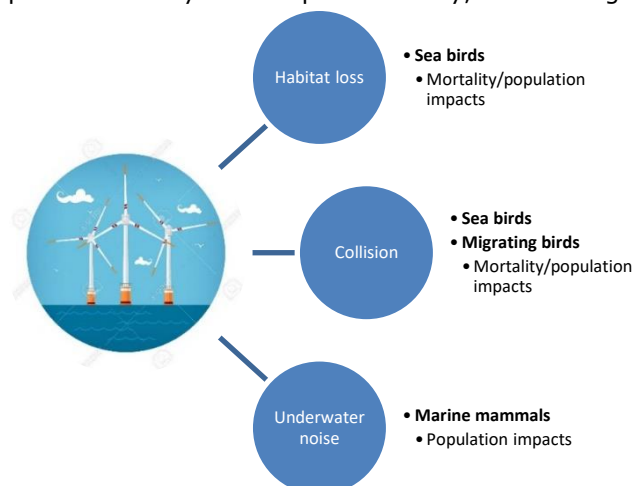 Habitat loss
• Sea birds
• Mortality/population
impacts
Collision
• Sea birds
• Migrating birds
• Mortality/population
impacts
Underwater
noise
• Marine mammals
• Population impacts